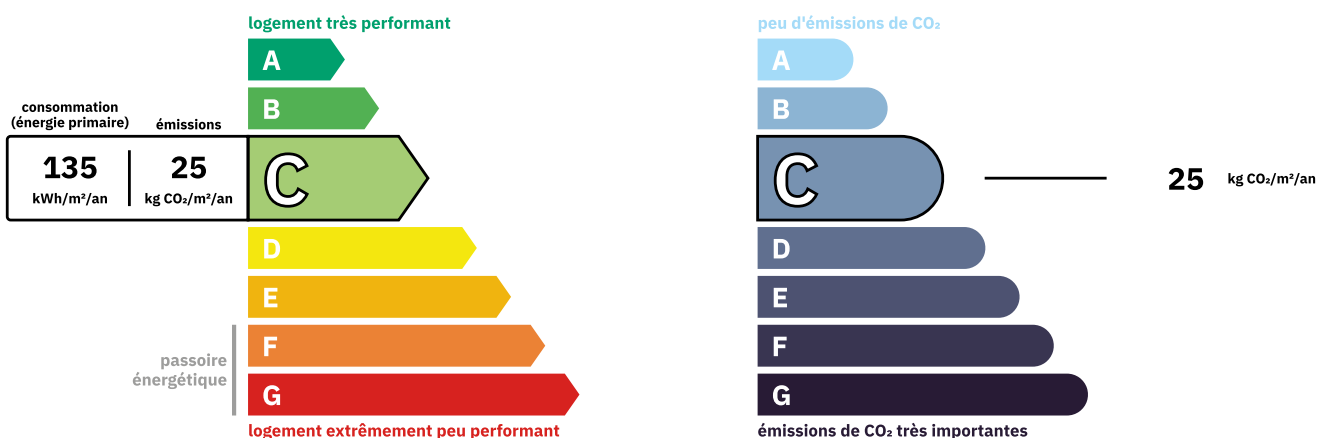 logement très performant
A
B
consommation
(énergie primaire)
émissions
135
kWh/m²/an
25
kg CO₂/m²/an
C
D
E
F
G
passoire
énergétique
logement extrêmement peu performant
peu d'émissions de CO₂
A
B
C
25 kg CO₂/m²/an
D
E
F
G
émissions de CO₂ très importantes